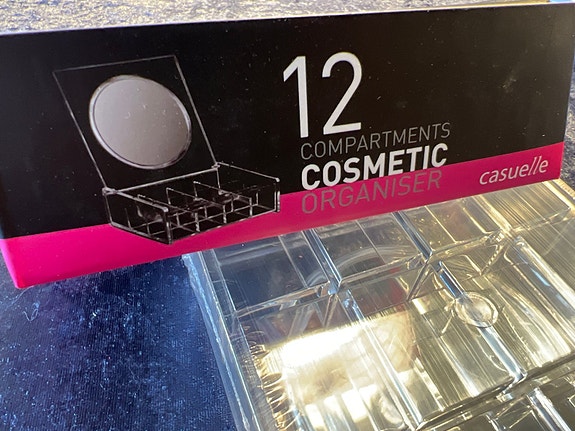 12
COMPARTMENTS
COSMETIC
ORGANISER
casuelle